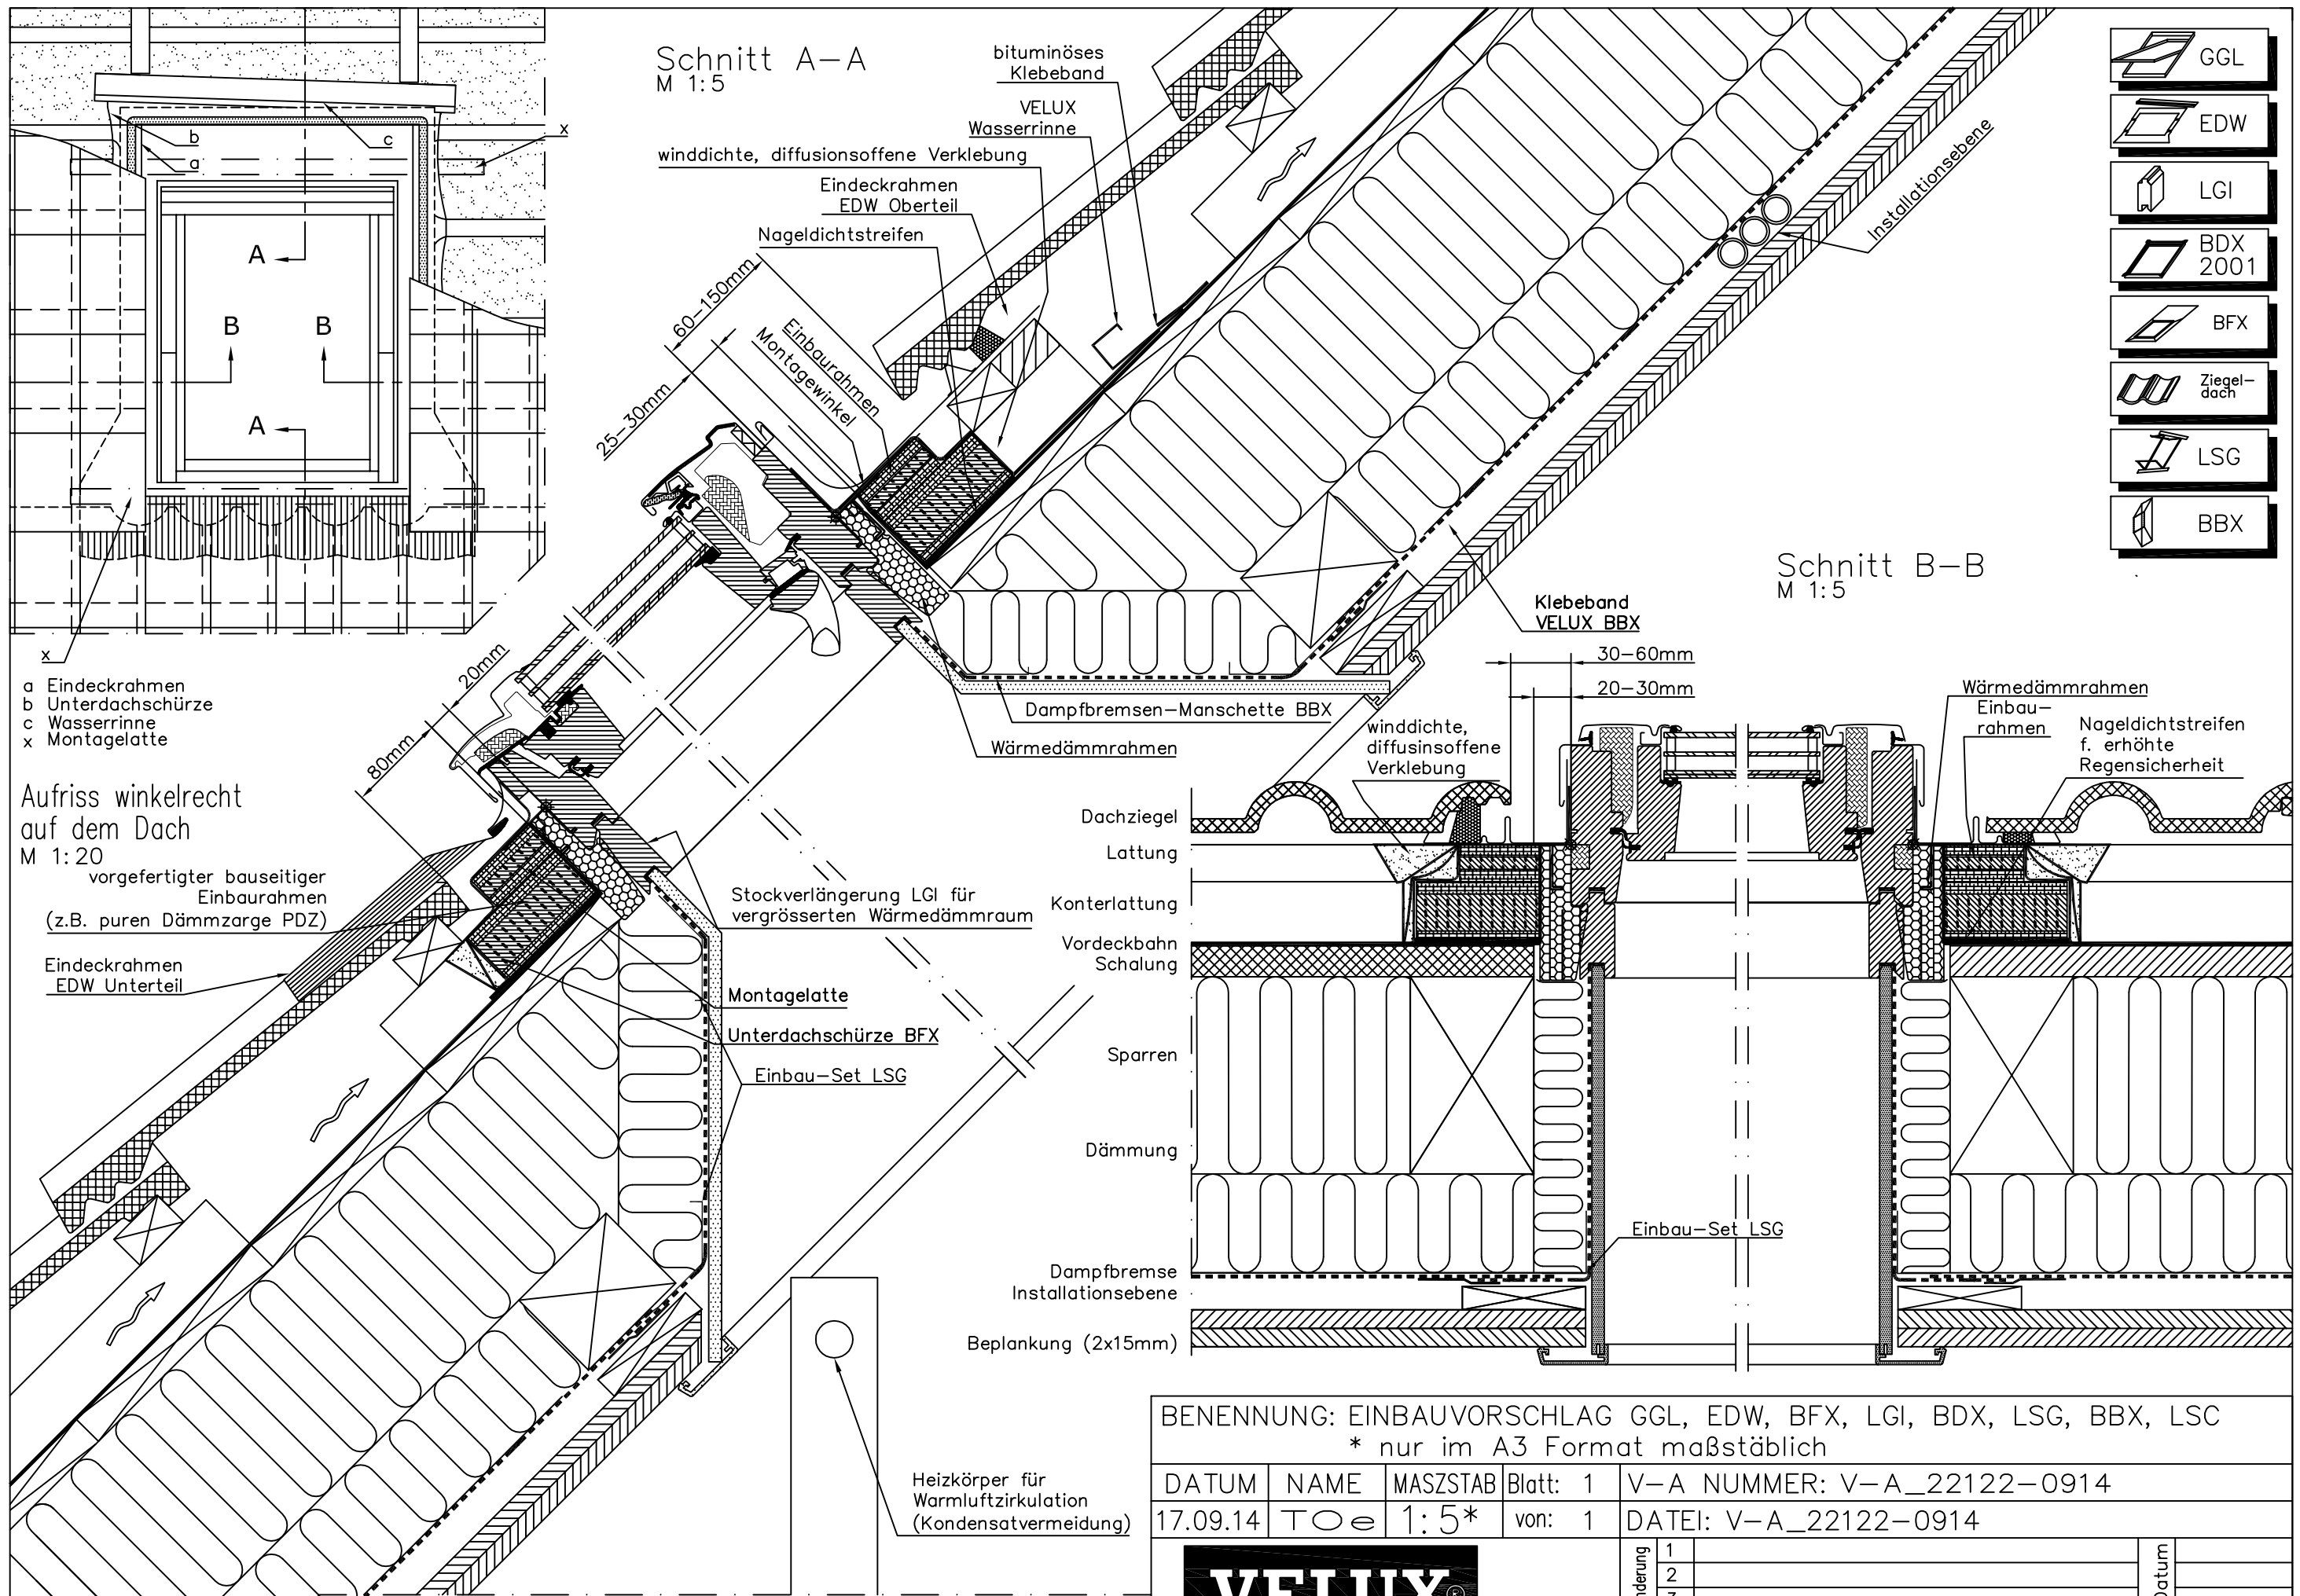 Schnitt A–A
M 1:5
bituminöses
Klebeband
VELUX
Wasserrinne
winddichte, diffusionsoffene Verklebung
Eindeckrahmen
EDW Oberteil
Nageldichtstreifen
60–150mm
25–30mm
Einbaurahmen
Montagewinkel
Installationsebene
b
a
c
x
A
B
B
A
x
a Eindeckrahmen
b Unterdachschürze
c Wasserrinne
x Montagelatte
Aufriss winkelrecht
auf dem Dach
M 1:20
20mm
80mm
vorgefertigter bauseitiger
Einbaurahmen
(z.B. puren Dämmzarge PDZ)
Eindeckrahmen
EDW Unterteil
Klebeband
VELUX BBX
Dampfbremsen–Manschette BBX
Wärmedämmrahmen
Stockverlängerung LGI für
vergrösserten Wärmedämmraum
Montagelatte
Unterdachschürze BFX
Einbau–Set LSG
Heizkörper für
Warmluftzirkulation
(Kondensatvermeidung)
GGL
EDW
LGI
BDX
2001
BFX
Ziegel–
dach
LSG
BBX
Schnitt B–B
M 1:5
30–60mm
20–30mm
winddichte,
diffusinsoffene
Verklebung
Wärmedämmrahmen
Einbau–
rahmen
Nageldichtstreifen
f. erhöhte
Regensicherheit
Dachziegel
Lattung
Konterlattung
Vordeckbahn
Schalung
Sparren
Dämmung
Einbau–Set LSG
Dampfbremse
Installationsebene
Beplankung (2x15mm)
BENENNUNG: EINBAUVORSCHLAG GGL, EDW, BFX, LGI, BDX, LSG, BBX, LSC
* nur im A3 Format maßstäblich
DATUM NAME MASZSTAB Blatt: 1 V–A NUMMER: V–A_22122–0914
17.09.14 TOe 1:5* von: 1 DATEI: V–A_22122–0914
VELUX®
1
2
Datum